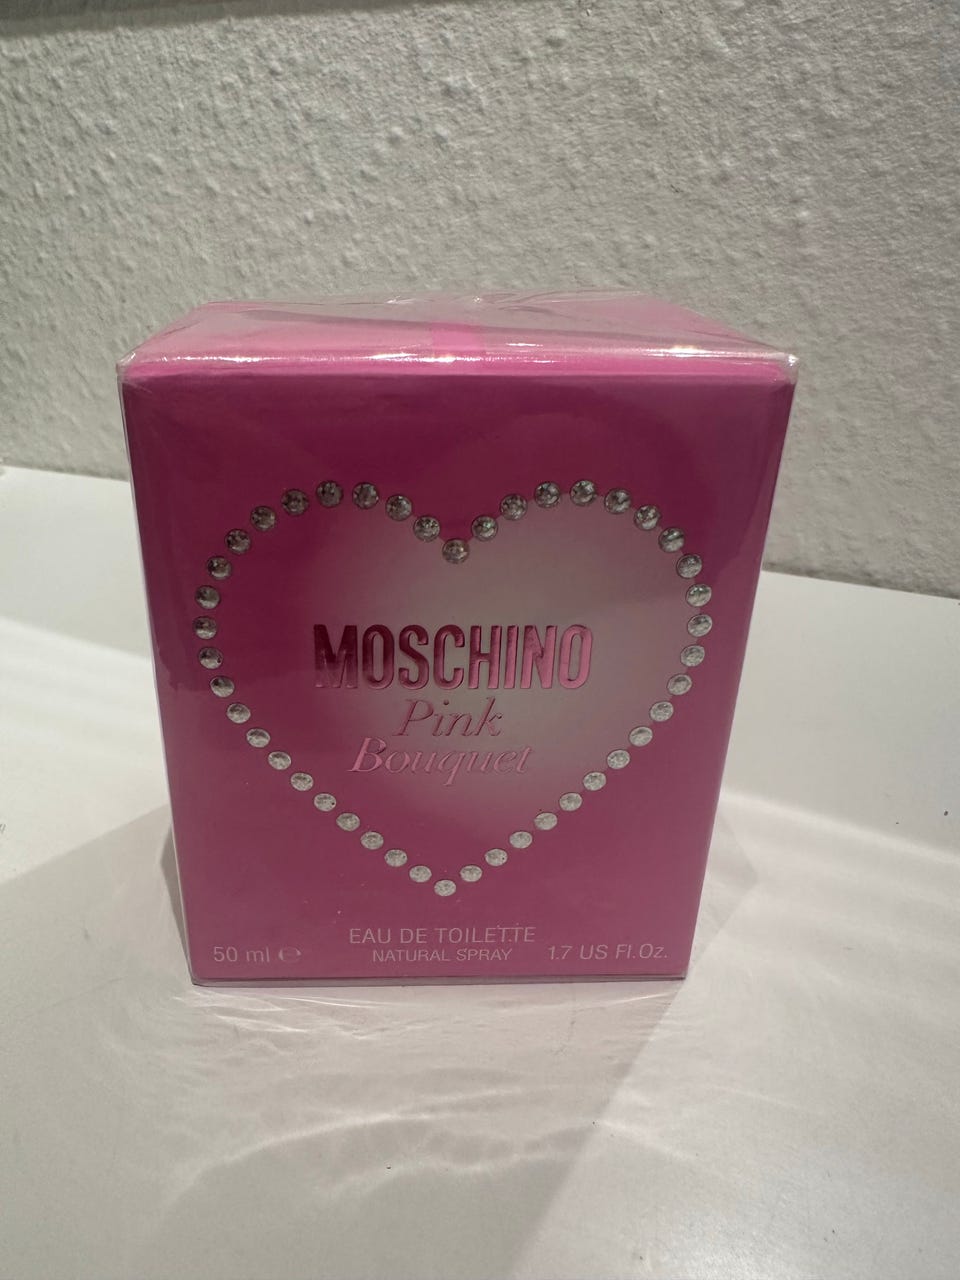 MOSCHINO
Pink
Bouquet
EAU DE TOILETTE
50 ml ℮ NATURAL SPRAY 1.7 US Fl.Oz.